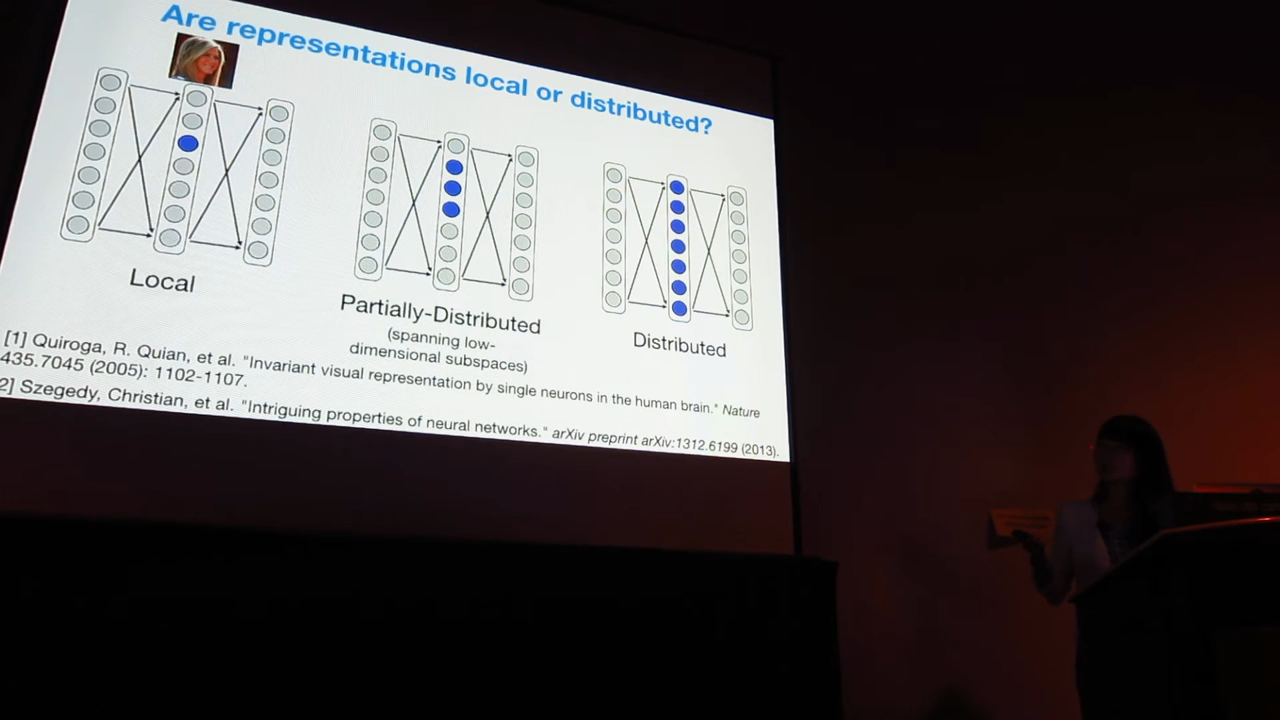 Are representations local or distributed?
Local
Partially-Distributed
(spanning low-
dimensional subspaces)
Distributed
[1] Quiroga, R. Quian, et al. "Invariant visual representation by single neurons in the human brain." Nature
435.7045 (2005): 1102-1107.
2] Szegedy, Christian, et al. "Intriguing properties of neural networks." arXiv preprint arXiv:1312.6199 (2013).